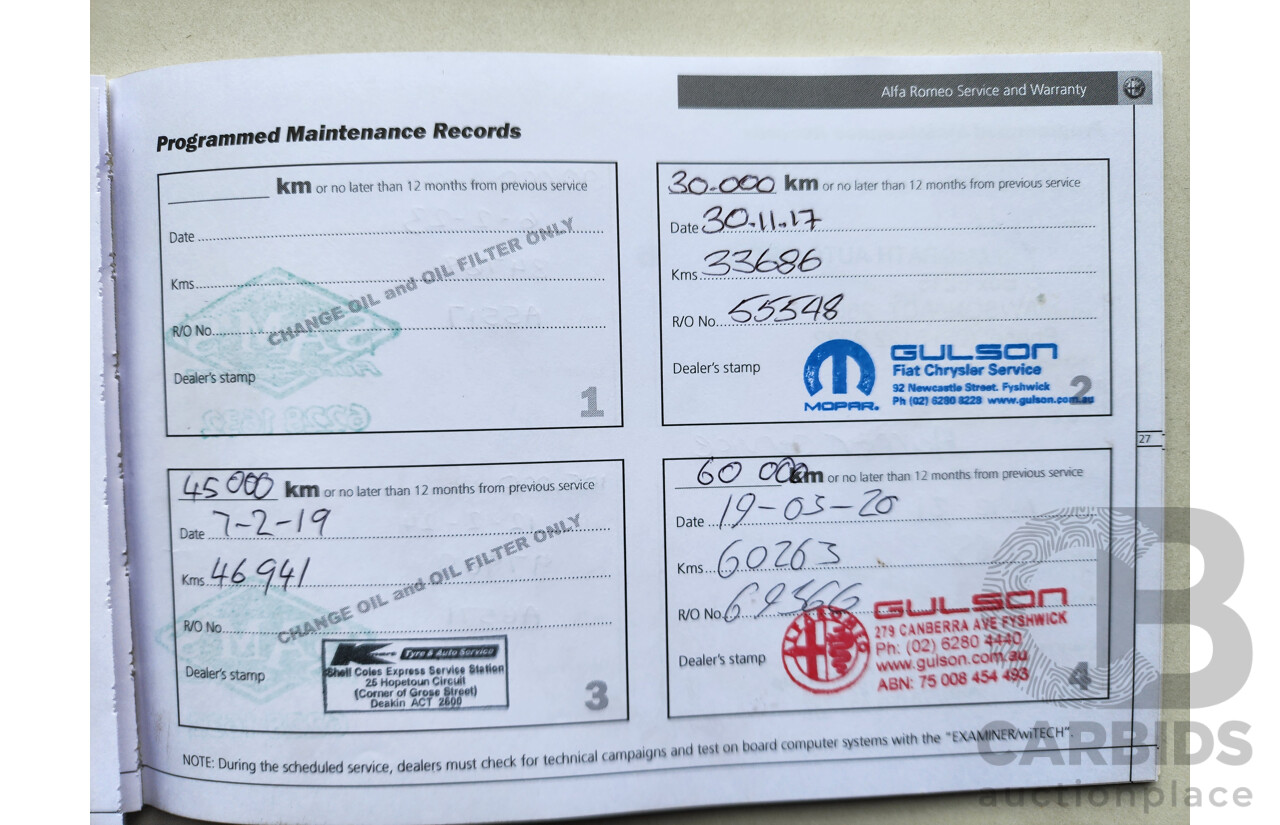 Alfa Romeo Service and Warranty
Programmed Maintenance Records
km or no later than 12 months from previous service
Date
Kms
R/O No.
Dealer's stamp
CHANGE OIL and OIL FILTER ONLY
1
30.000 km or no later than 12 months from previous service
Date 30.11.17
Kms 33686
R/O No. 55548
Dealer's stamp
MOPAR.
GULSON
Fiat Chrysler Service
92 Newcastle Street. Fyshwick
Ph (02) 6280 8228 www.gulson.com.au
2
27
45000 km or no later than 12 months from previous service
Date 7-2-19
Kms 46941
R/O No.
Dealer's stamp
CHANGE OIL and OIL FILTER ONLY
Kmart Tyre & Auto Service
Shell Coles Express Service Station
25 Hopetoun Circuit
(Corner of Grose Street)
Deakin ACT 2600
3
60 000 km or no later than 12 months from previous service
Date 19-03-20
Kms 60263
R/O No.
Dealer's stamp
ALFA ROMEO
GULSON
279 CANBERRA AVE FYSHWICK
Ph: (02) 6280 4440
www.gulson.com.au
ABN: 75 008 454 493
4
NOTE: During the scheduled service, dealers must check for technical campaigns and test on board computer systems with the "EXAMINER/wiTECH".
CARBIDS
auctionplace